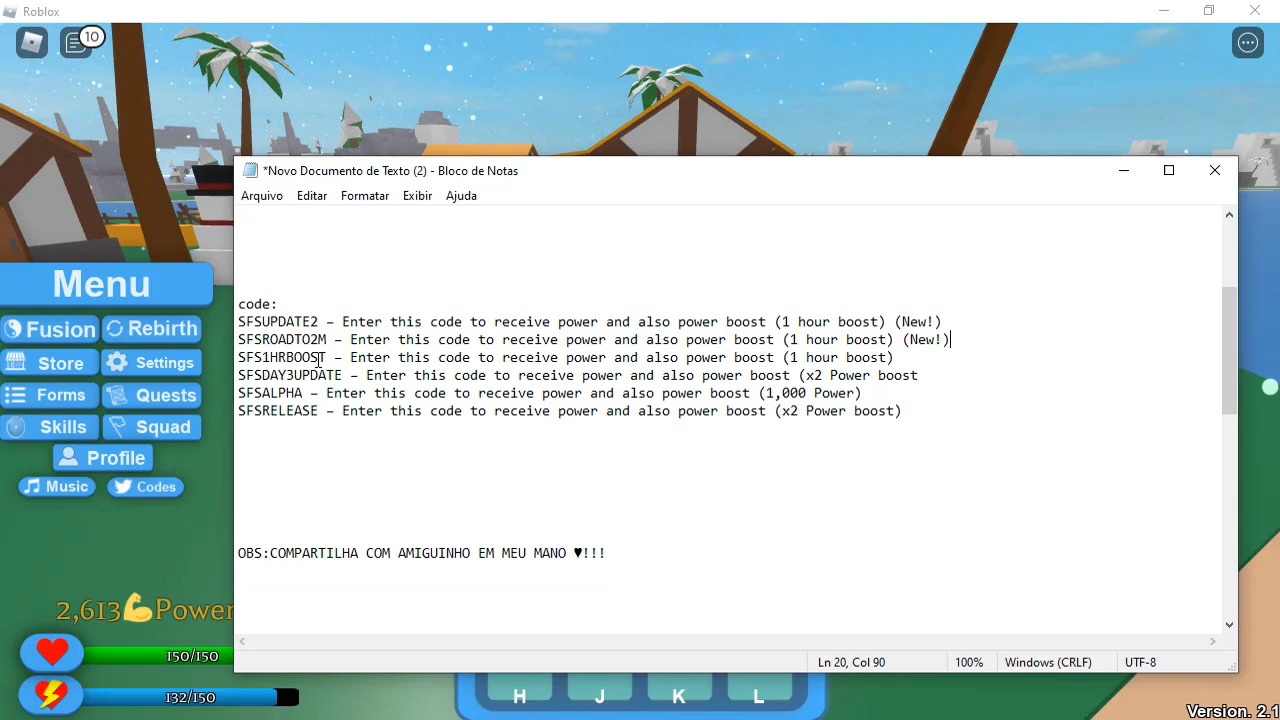 Roblox
10
*Novo Documento de Texto (2) - Bloco de Notas
Arquivo Editar Formatar Exibir Ajuda
code:
SFSUPDATE2 – Enter this code to receive power and also power boost (1 hour boost) (New!)
SFSROADTO2M – Enter this code to receive power and also power boost (1 hour boost) (New!)
SFS1HRBOOST – Enter this code to receive power and also power boost (1 hour boost)
SFSDAY3UPDATE – Enter this code to receive power and also power boost (x2 Power boost
SFSALPHA – Enter this code to receive power and also power boost (1,000 Power)
SFSRELEASE – Enter this code to receive power and also power boost (x2 Power boost)
OBS:COMPARTILHA COM AMIGUINHO EM MEU MANO ♥!!!
Ln 20, Col 90 100% Windows (CRLF) UTF-8
Menu
Fusion Rebirth
Store Settings
Forms Quests
Skills Squad
Profile
Music Codes
2,613 Power
150/150
132/150
H J K L
Version. 2.1